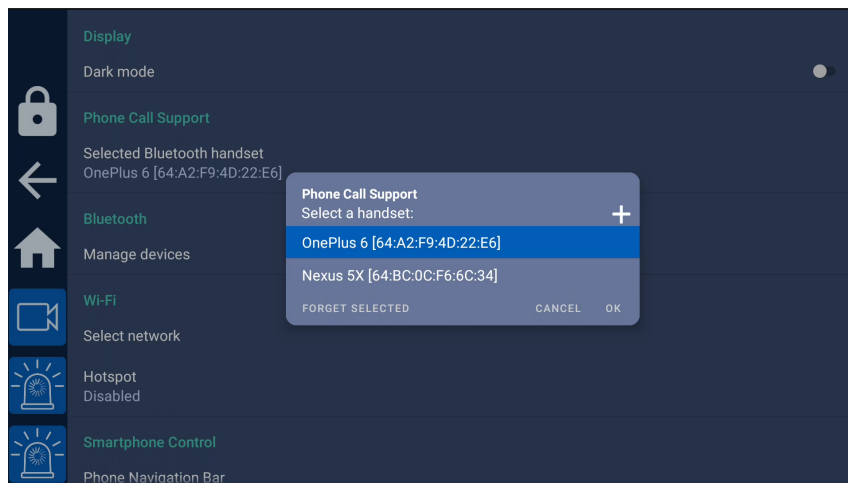 Display
Dark mode
Phone Call Support
Selected Bluetooth handset
OnePlus 6 [64:A2:F9:4D:22:E6]
Bluetooth
Manage devices
Wi-Fi
Select network
Hotspot
Disabled
Smartphone Control
Phone Navigation Bar
Phone Call Support
Select a handset:
OnePlus 6 [64:A2:F9:4D:22:E6]
Nexus 5X [64:BC:0C:F6:6C:34]
FORGET SELECTED CANCEL OK